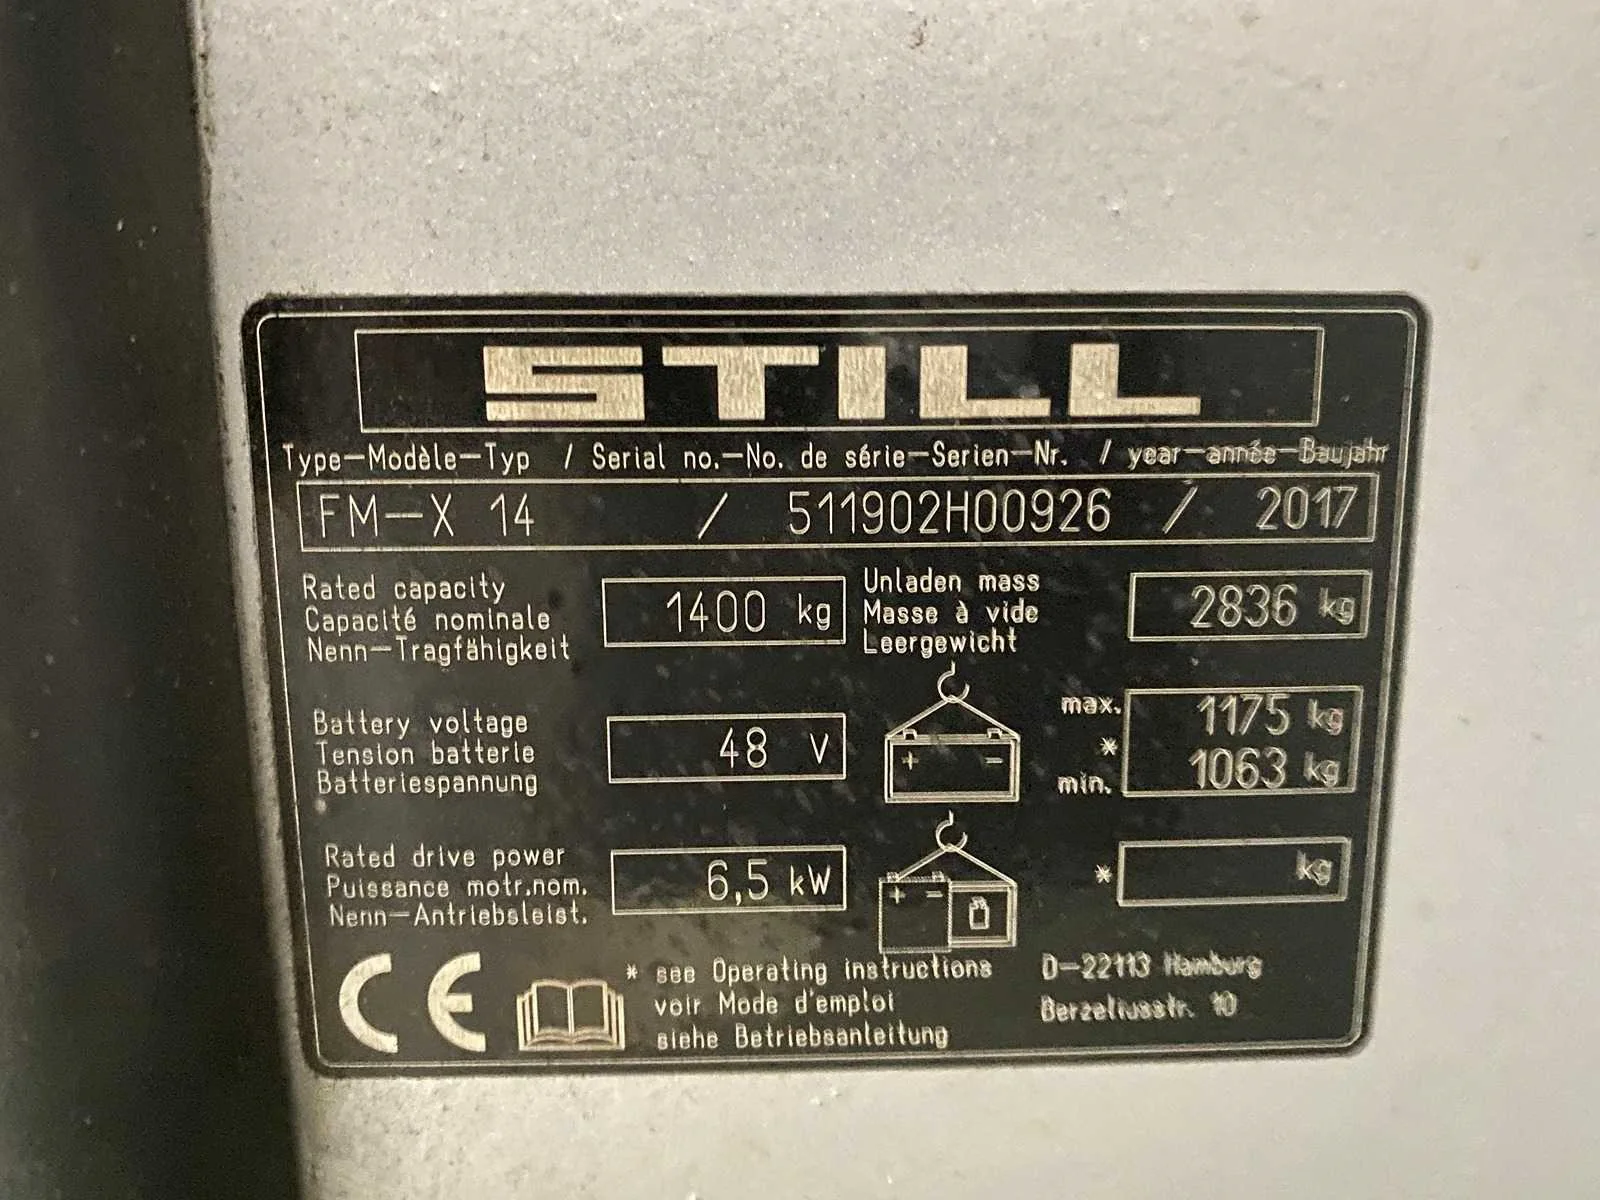 STILL
Type-Modèle-Typ / Serial no.-No. de série-Serien-Nr. / year-année-Baujahr
FM-X 14 / 511902H00926 / 2017
Rated capacity
Capacité nominale
Nenn-Tragfähigkeit
1400 kg
Unladen mass
Masse à vide
Leergewicht
2836 kg
Battery voltage
Tension batterie
Batteriespannung
48 V
+ -
max. 1175 kg
*
min. 1063 kg
Rated drive power
Puissance motr.nom.
Nenn-Antriebsleist.
6,5 kW
+ -
* kg
CE
* see Operating instructions
voir Mode d'emploi
siehe Betriebsanleitung
D-22113 Hamburg
Berzeliusstr. 10